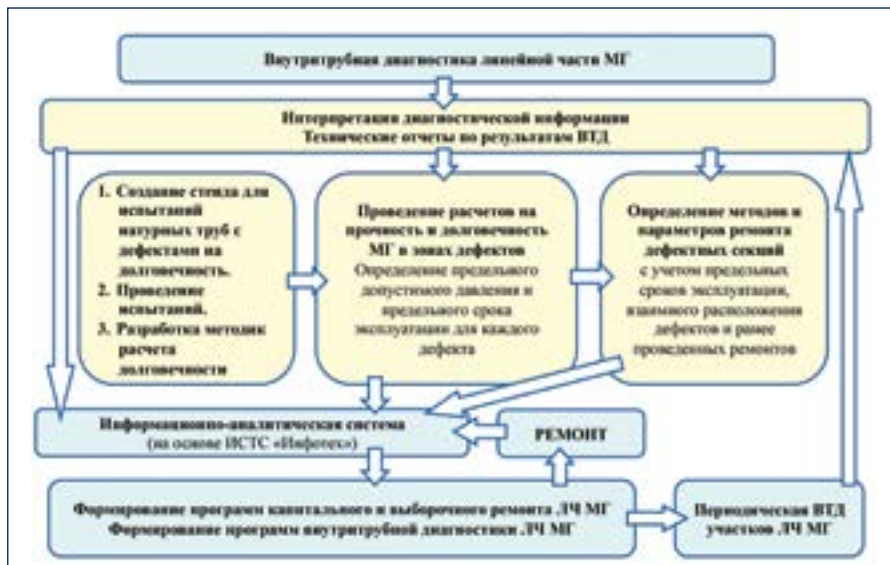 Внутритрубная диагностика линейной части МГ
Интерпретация диагностической информации
Технические отчеты по результатам ВТД
1. Создание стенда для
испытаний
натурных труб с
дефектами на
долговечность.
2. Проведение
испытаний.
3. Разработка методик
расчета
долговечности
Проведение расчетов на
прочность и долговечность
МГ в зонах дефектов
Определение предельного
допустимого давления и
предельного срока
эксплуатации для каждого
дефекта
Определение методов и
параметров ремонта
дефектных секций
с учетом предельных
сроков эксплуатации,
взаимного расположения
дефектов и ранее
проведенных ремонтов
Информационно-аналитическая система
(на основе ИСТС «Инфотех»)
РЕМОНТ
Формирование программ капитального и выборочного ремонта ЛЧ МГ
Формирование программ внутритрубной диагностики ЛЧ МГ
Периодическая ВТД
участков ЛЧ МГ